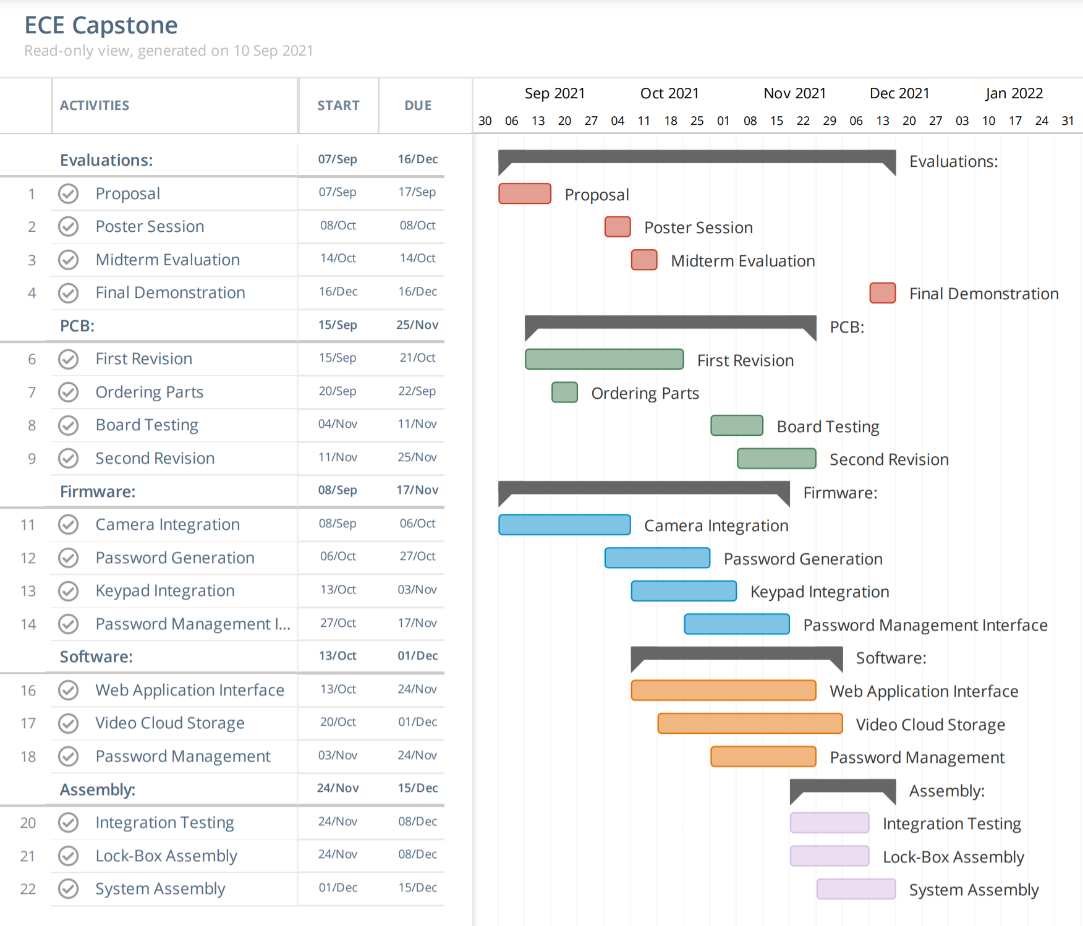 ECE Capstone
Read-only view, generated on 10 Sep 2021
ACTIVITIES START DUE Sep 2021 Oct 2021 Nov 2021 Dec 2021 Jan 2022
30 06 13 20 27 04 11 18 25 01 08 15 22 29 06 13 20 27 03 10 17 24 31
Evaluations: 07/Sep 16/Dec Evaluations:
1 Proposal 07/Sep 17/Sep Proposal
2 Poster Session 08/Oct 08/Oct Poster Session
3 Midterm Evaluation 14/Oct 14/Oct Midterm Evaluation
4 Final Demonstration 16/Dec 16/Dec Final Demonstration
PCB: 15/Sep 25/Nov PCB:
6 First Revision 15/Sep 21/Oct First Revision
7 Ordering Parts 20/Sep 22/Sep Ordering Parts
8 Board Testing 04/Nov 11/Nov Board Testing
9 Second Revision 11/Nov 25/Nov Second Revision
Firmware: 08/Sep 17/Nov Firmware:
11 Camera Integration 08/Sep 06/Oct Camera Integration
12 Password Generation 06/Oct 27/Oct Password Generation
13 Keypad Integration 13/Oct 03/Nov Keypad Integration
14 Password Management I... 27/Oct 17/Nov Password Management Interface
Software: 13/Oct 01/Dec Software:
16 Web Application Interface 13/Oct 24/Nov Web Application Interface
17 Video Cloud Storage 20/Oct 01/Dec Video Cloud Storage
18 Password Management 03/Nov 24/Nov Password Management
Assembly: 24/Nov 15/Dec Assembly:
20 Integration Testing 24/Nov 08/Dec Integration Testing
21 Lock-Box Assembly 24/Nov 08/Dec Lock-Box Assembly
22 System Assembly 01/Dec 15/Dec System Assembly